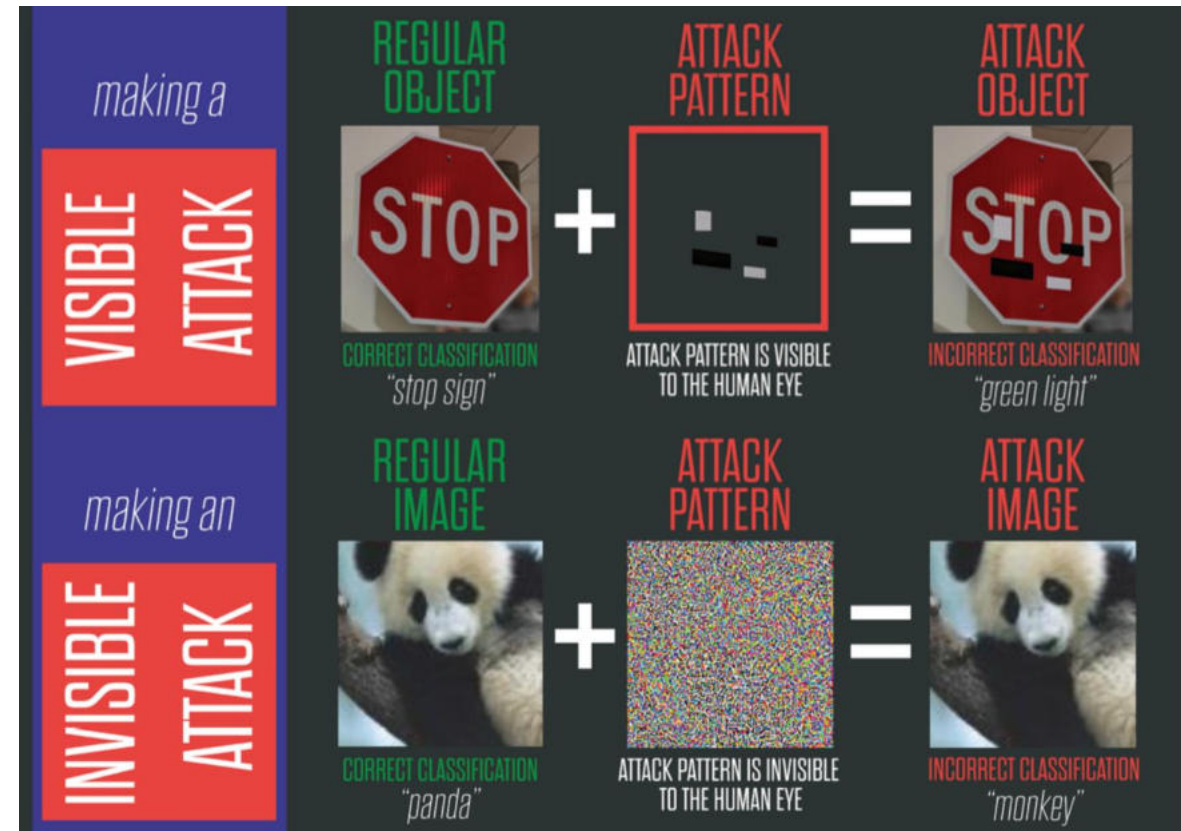 making a
VISIBLE
ATTACK
REGULAR
OBJECT
STOP
CORRECT CLASSIFICATION
"stop sign"
ATTACK
PATTERN
ATTACK PATTERN IS VISIBLE
TO THE HUMAN EYE
ATTACK
OBJECT
STOP
INCORRECT CLASSIFICATION
"green light"
making an
INVISIBLE
ATTACK
REGULAR
IMAGE
CORRECT CLASSIFICATION
"panda"
ATTACK
PATTERN
ATTACK PATTERN IS INVISIBLE
TO THE HUMAN EYE
ATTACK
IMAGE
INCORRECT CLASSIFICATION
"monkey"